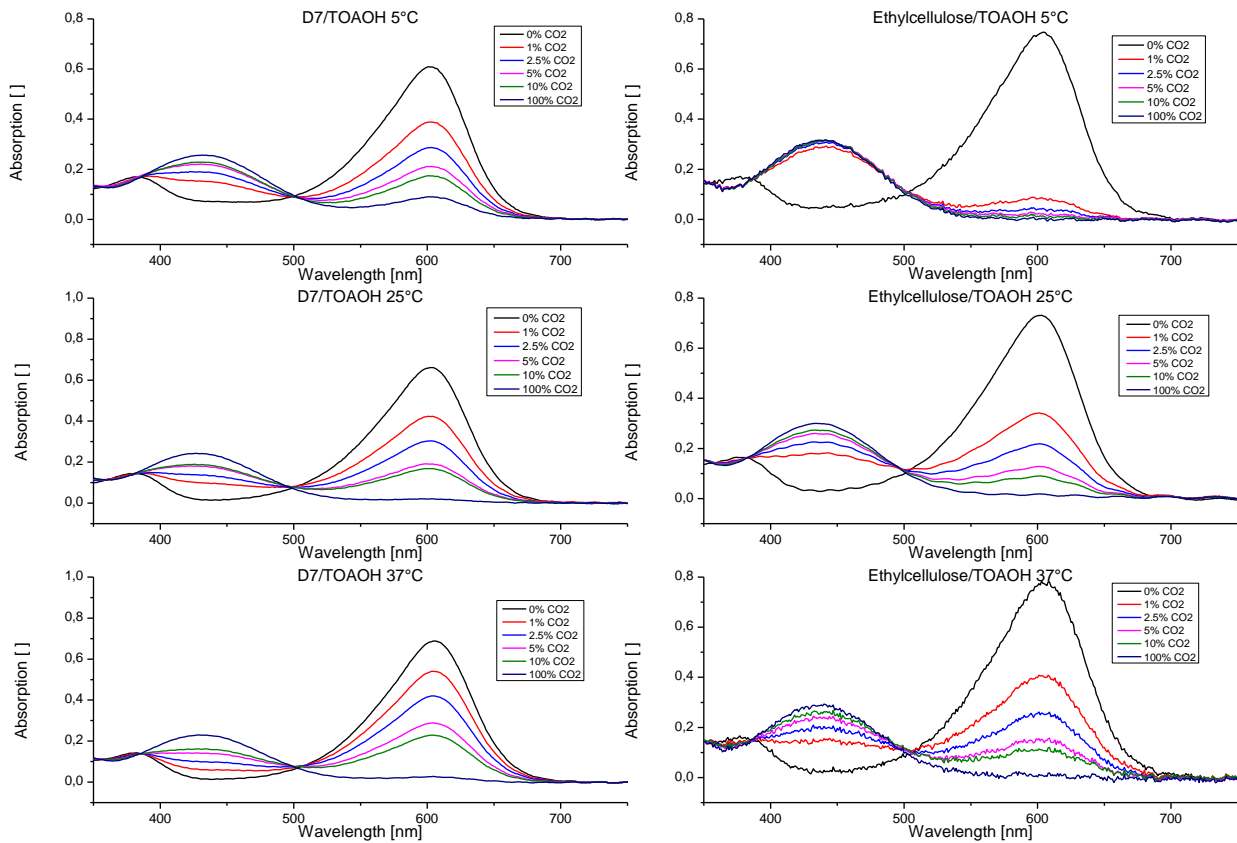 D7/TOAOH 5°C
0,8
0,6
0,4
0,2
0,0
Absorption [ ]
0% CO2
1% CO2
2.5% CO2
5% CO2
10% CO2
100% CO2
400
500
600
700
Wavelength [nm]
Ethylcellulose/TOAOH 5°C
0,8
0,6
0,4
0,2
0,0
Absorption [ ]
0% CO2
1% CO2
2.5% CO2
5% CO2
10% CO2
100% CO2
400
500
600
700
Wavelength [nm]
D7/TOAOH 25°C
1,0
0,8
0,6
0,4
0,2
0,0
Absorption [ ]
0% CO2
1% CO2
2.5% CO2
5% CO2
10% CO2
100% CO2
400
500
600
700
Wavelength [nm]
Ethylcellulose/TOAOH 25°C
0,8
0,6
0,4
0,2
0,0
Absorption [ ]
0% CO2
1% CO2
2.5% CO2
5% CO2
10% CO2
100% CO2
400
500
600
700
Wavelength [nm]
D7/TOAOH 37°C
1,0
0,8
0,6
0,4
0,2
0,0
Absorption [ ]
0% CO2
1% CO2
2.5% CO2
5% CO2
10% CO2
100% CO2
400
500
600
700
Wavelength [nm]
Ethylcellulose/TOAOH 37°C
0,8
0,6
0,4
0,2
0,0
Absorption [ ]
0% CO2
1% CO2
2.5% CO2
5% CO2
10% CO2
100% CO2
400
500
600
700
Wavelength [nm]